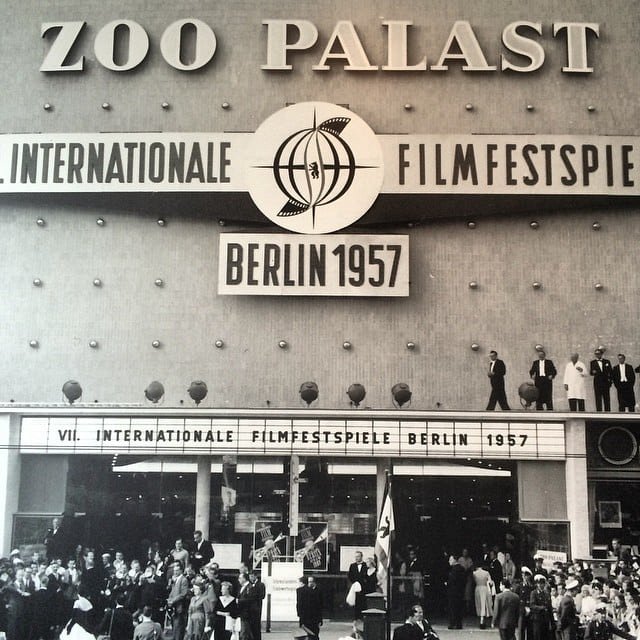 ZOO PALAST
. INTERNATIONALE FILMFESTSPIE
BERLIN 1957
VII. INTERNATIONALE FILMFESTSPIELE BERLIN 1957